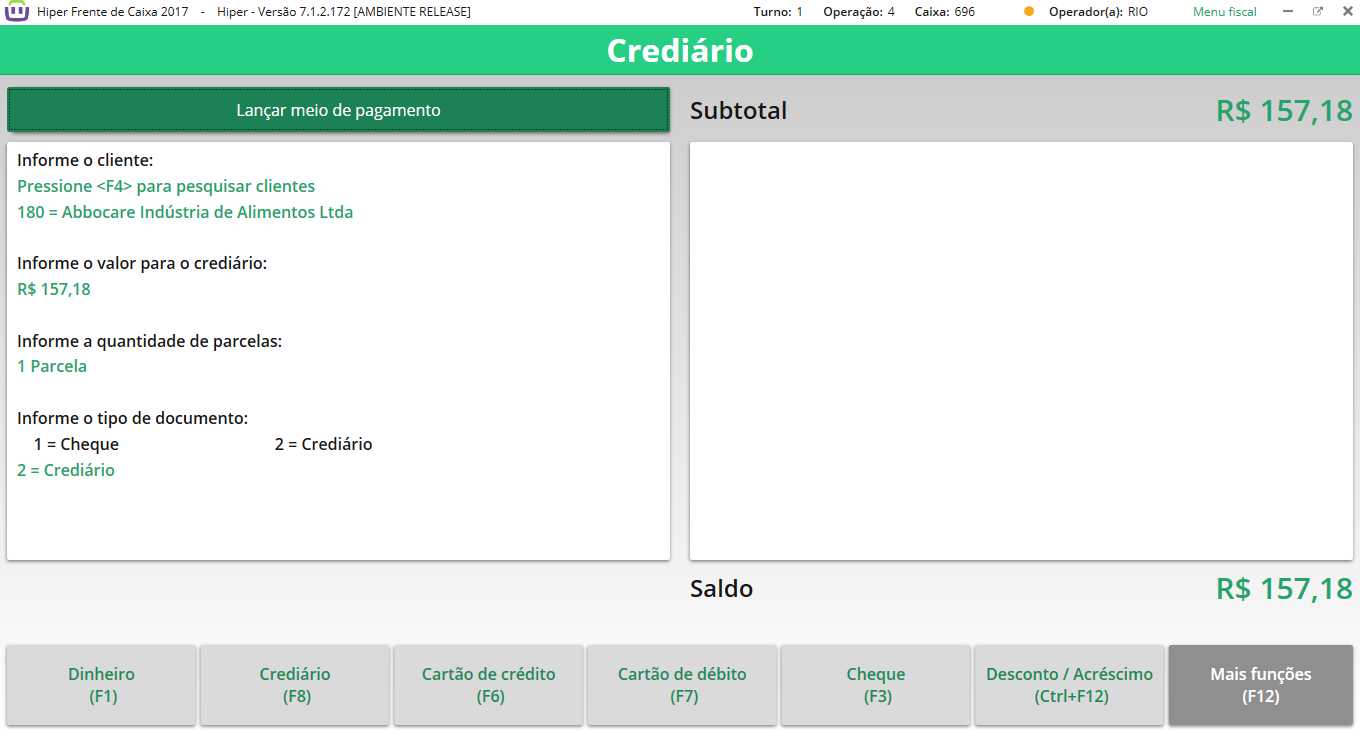 Hiper Frente de Caixa 2017 - Hiper - Versão 7.1.2.172 [AMBIENTE RELEASE] Turno: 1 Operação: 4 Caixa: 696 Operador(a): RIO Menu fiscal
Crediário
Lançar meio de pagamento
Subtotal R$ 157,18
Informe o cliente:
Pressione <F4> para pesquisar clientes
180 = Abbocare Indústria de Alimentos Ltda
Informe o valor para o crediário:
R$ 157,18
Informe a quantidade de parcelas:
1 Parcela
Informe o tipo de documento:
1 = Cheque 2 = Crediário
2 = Crediário
Saldo R$ 157,18
Dinheiro
(F1)
Crediário
(F8)
Cartão de crédito
(F6)
Cartão de débito
(F7)
Cheque
(F3)
Desconto / Acréscimo
(Ctrl+F12)
Mais funções
(F12)